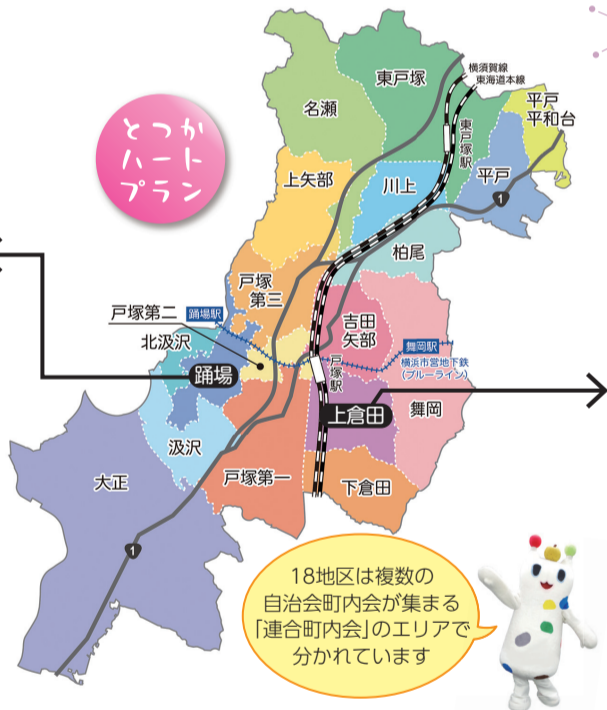 とつか
ハート
プラン
横須賀線
東海道本線
東戸塚
名瀬
平戸
平和台
東戸塚駅
上矢部
川上
平戸
1
柏尾
戸塚
第三
戸塚第二
踊場駅
北汲沢
吉田
矢部
舞岡駅
横浜市営地下鉄
(ブルーライン)
戸塚駅
踊場
上倉田
舞岡
汲沢
戸塚第一
下倉田
大正
1
18地区は複数の
自治会町内会が集まる
「連合町内会」のエリアで
分かれています